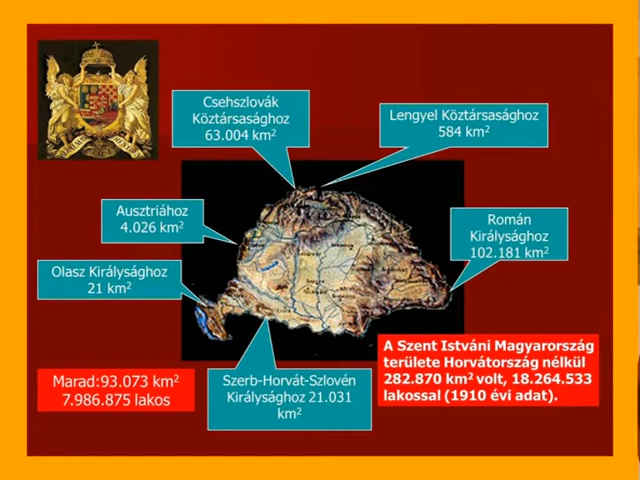 Csehszlovák
Köztársasághoz
63.004 km²
Lengyel Köztársasághoz
584 km²
Ausztriához
4.026 km²
Román
Királysághoz
102.181 km²
Olasz Királysághoz
21 km²
A Szent Istváni Magyarország
területe Horvátország nélkül
282.870 km² volt, 18.264.533
lakossal (1910 évi adat).
Marad:93.073 km²
7.986.875 lakos
Szerb-Horvát-Szlovén
Királysághoz 21.031
km²